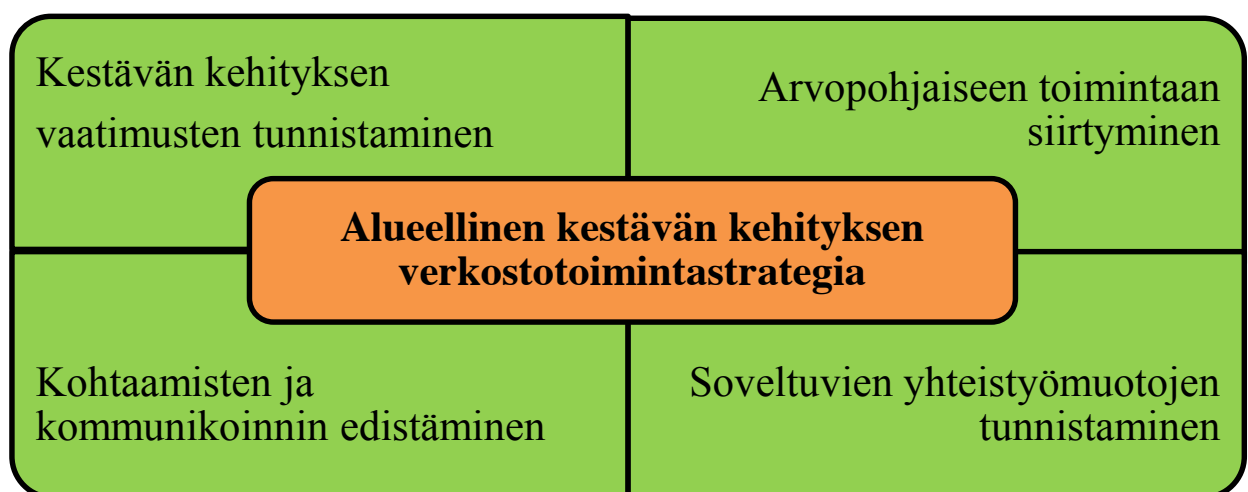 Kestävän kehityksen
vaatimusten tunnistaminen
Arvopohjaiseen toimintaan
siirtyminen
Alueellinen kestävän kehityksen
verkostotoimintastrategia
Kohtaamisten ja
kommunikoinnin edistäminen
Soveltuvien yhteistyömuotojen
tunnistaminen